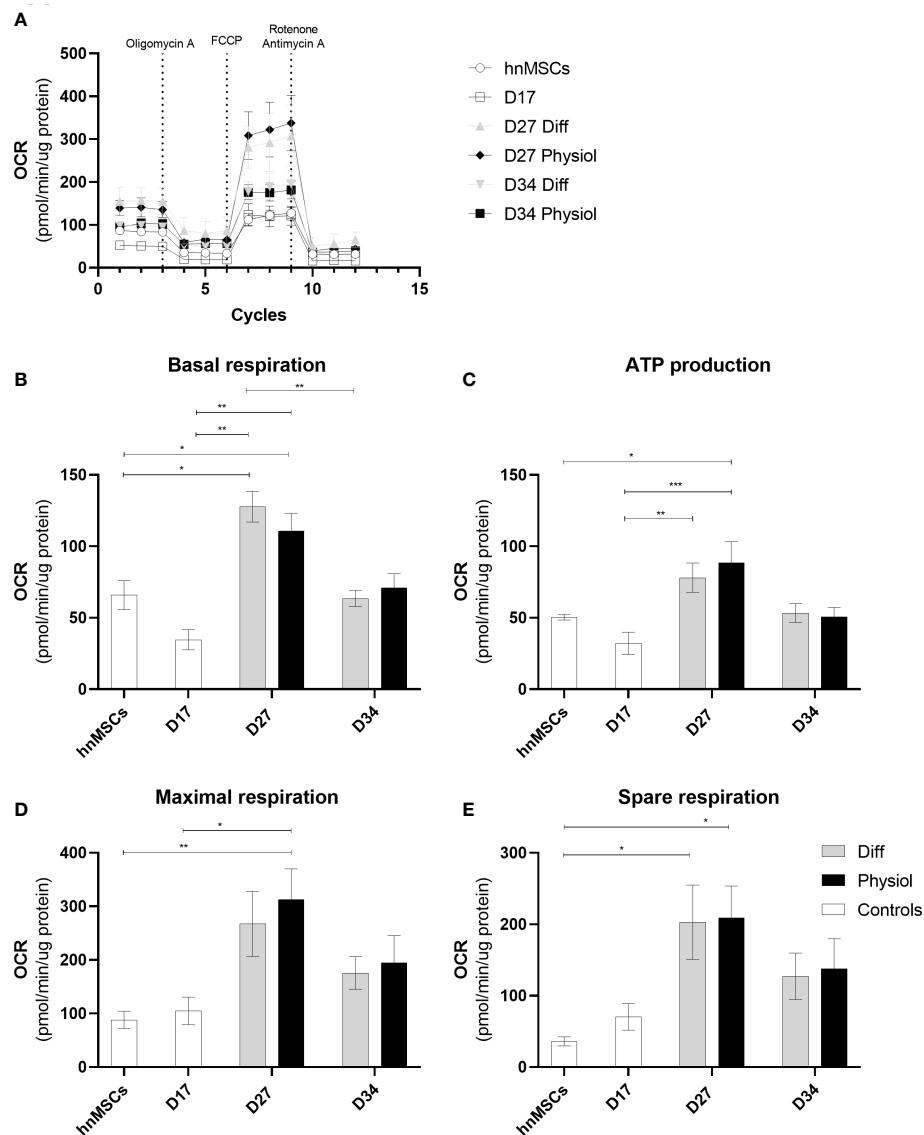 A
Oligomycin A
FCCP
Rotenone
Antimycin A
OCR
(pmol/min/ug protein)
500
400
300
200
100
0
0
5
10
15
Cycles
hnMSCs
D17
D27 Diff
D27 Physiol
D34 Diff
D34 Physiol
B
Basal respiration
**
**
**
*
*
OCR
(pmol/min/ug protein)
150
100
50
0
hnMSCs
D17
D27
D34
C
ATP production
*
***
**
OCR
(pmol/min/ug protein)
150
100
50
0
hnMSCs
D17
D27
D34
D
Maximal respiration
*
**
OCR
(pmol/min/ug protein)
400
300
200
100
0
hnMSCs
D17
D27
D34
E
Spare respiration
*
*
OCR
(pmol/min/ug protein)
300
200
100
0
hnMSCs
D17
D27
D34
Diff
Physiol
Controls